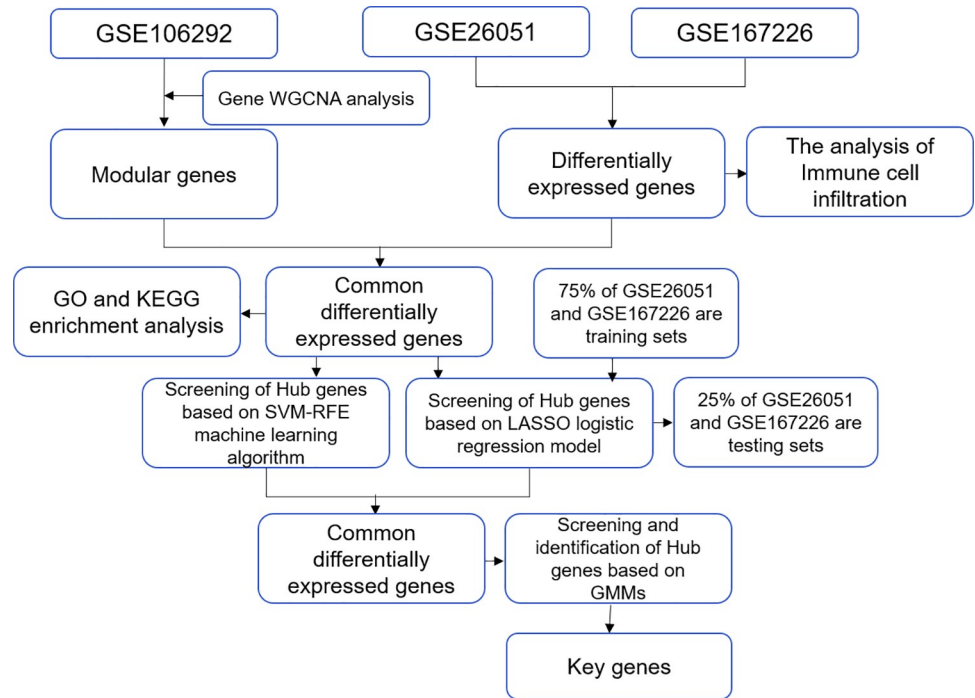 GSE106292
GSE26051
GSE167226
Gene WGCNA analysis
Modular genes
Differentially
expressed genes
The analysis of
Immune cell
infiltration
GO and KEGG
enrichment analysis
Common
differentially
expressed genes
75% of GSE26051
and GSE167226 are
training sets
Screening of Hub genes
based on SVM-RFE
machine learning
algorithm
Screening of Hub genes
based on LASSO logistic
regression model
25% of GSE26051
and GSE167226 are
testing sets
Common
differentially
expressed genes
Screening and
identification of Hub
genes based on
GMMs
Key genes